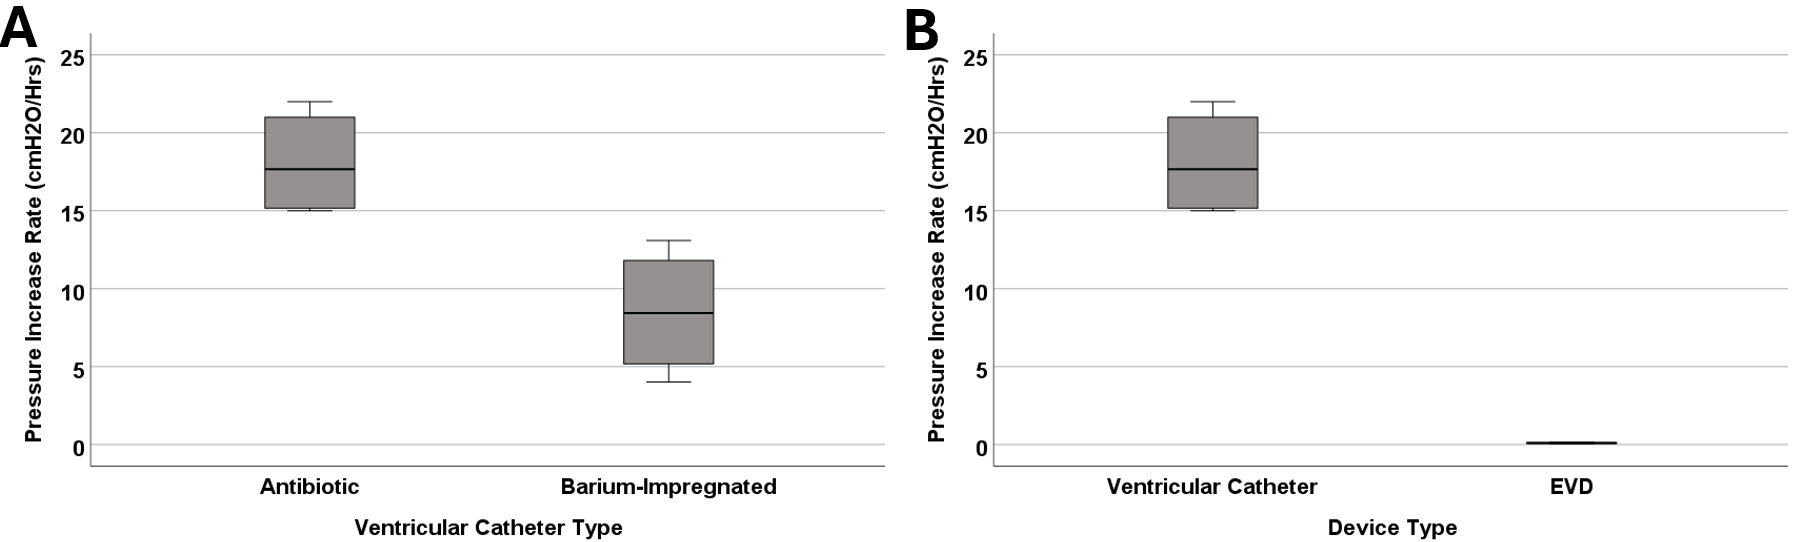 A
Pressure Increase Rate (cmH2O/Hrs)
25
20
15
10
5
0
Antibiotic
Barium-Impregnated
Ventricular Catheter Type
B
Pressure Increase Rate (cmH2O/Hrs)
25
20
15
10
5
0
Ventricular Catheter
EVD
Device Type